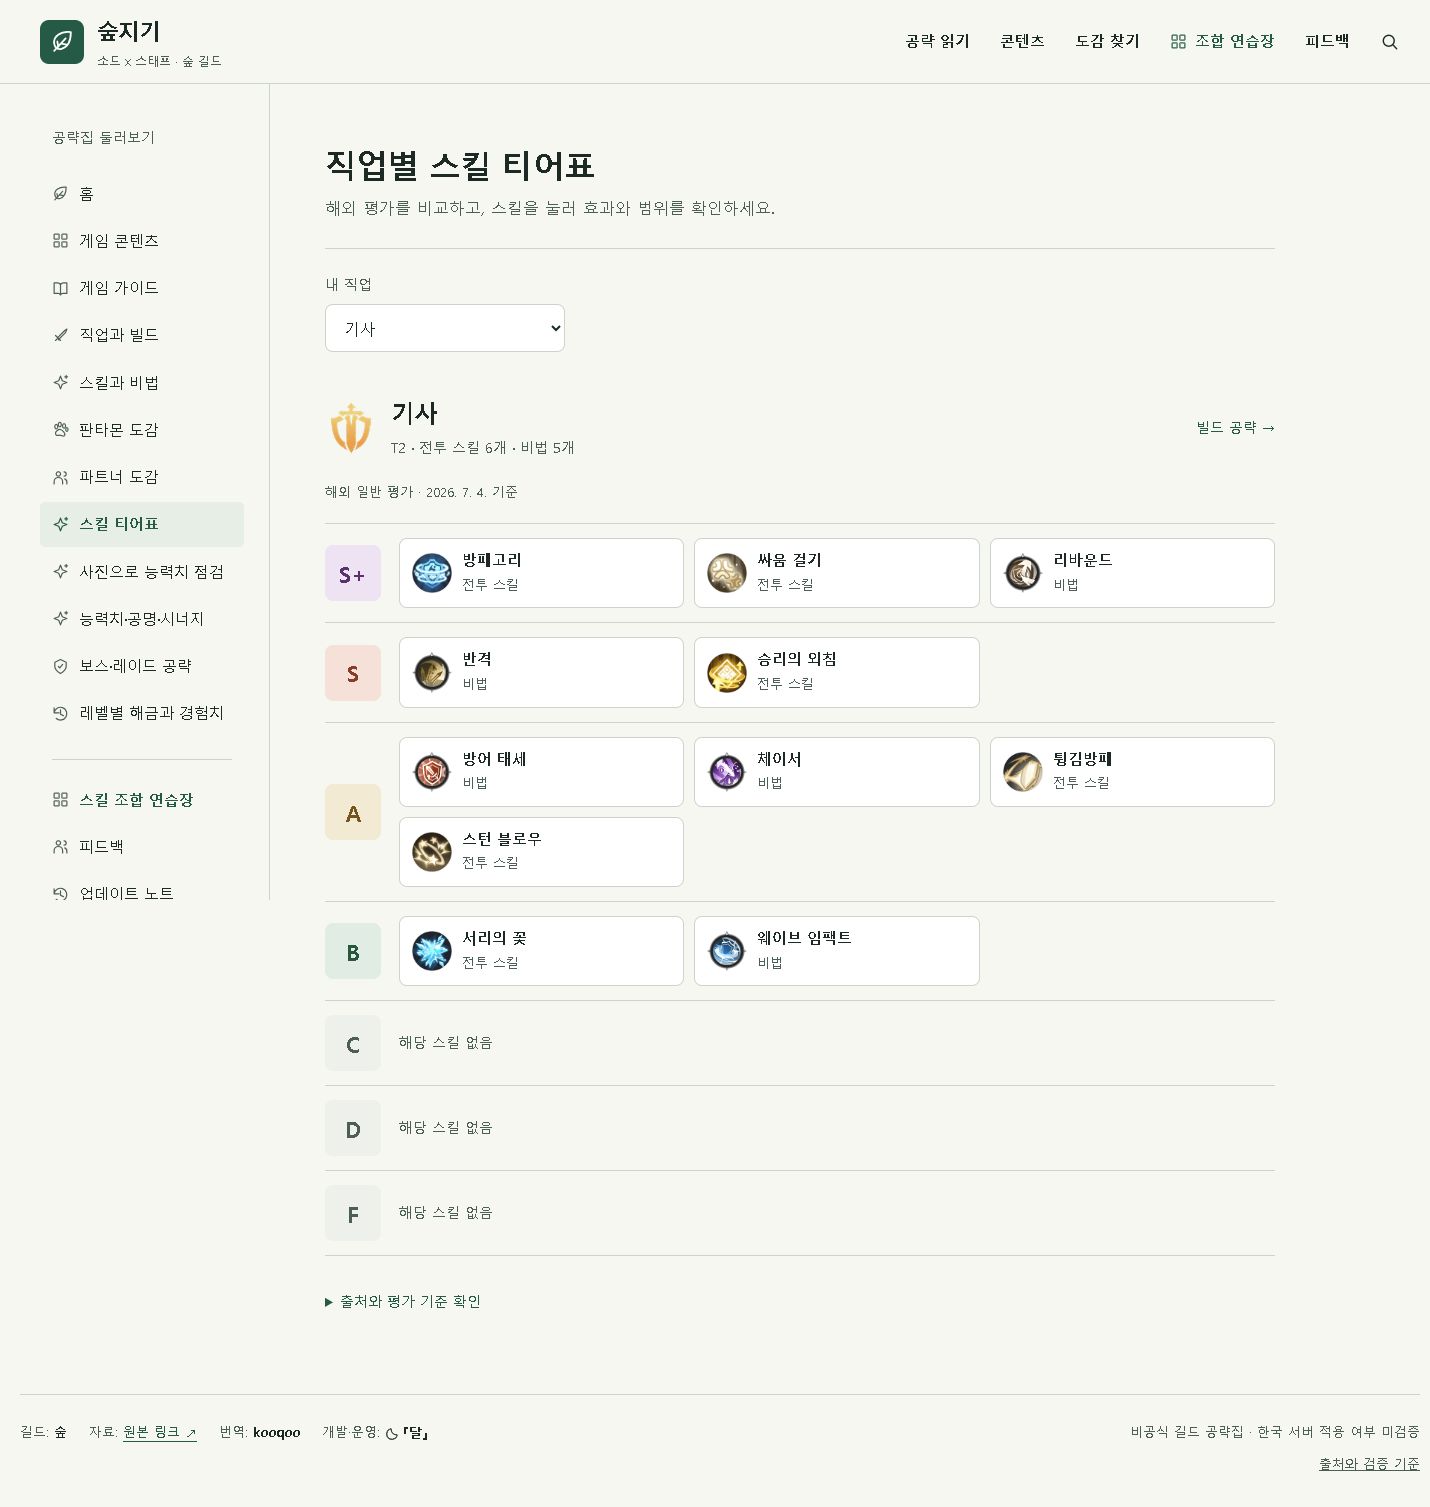 숲지기
소드 x 스태프 · 숲 길드
공략 읽기
콘텐츠
도감 찾기
조합 연습장
피드백
공략집 둘러보기
홈
게임 콘텐츠
게임 가이드
직업과 빌드
스킬과 비법
판타몬 도감
파트너 도감
스킬 티어표
사진으로 능력치 점검
능력치·공명·시너지
보스·레이드 공략
레벨별 해금과 경험치
스킬 조합 연습장
피드백
업데이트 노트
직업별 스킬 티어표
해외 평가를 비교하고, 스킬을 눌러 효과와 범위를 확인하세요.
내 직업
기사
기사
T2 · 전투 스킬 6개 · 비법 5개
빌드 공략 →
해외 일반 평가 · 2026. 7. 4. 기준
S+
방패고리
전투 스킬
싸움 걸기
전투 스킬
리바운드
비법
S
반격
비법
승리의 외침
전투 스킬
A
방어 태세
비법
체이서
비법
튕김방패
전투 스킬
스턴 블로우
전투 스킬
B
서리의 꽃
전투 스킬
웨이브 임팩트
비법
C
해당 스킬 없음
D
해당 스킬 없음
F
해당 스킬 없음
▶ 출처와 평가 기준 확인
길드: 숲
자료: 원본 링크 ↗
번역: kooqoo
개발·운영: 「달」
비공식 길드 공략집 · 한국 서버 적용 여부 미검증
출처와 검증 기준